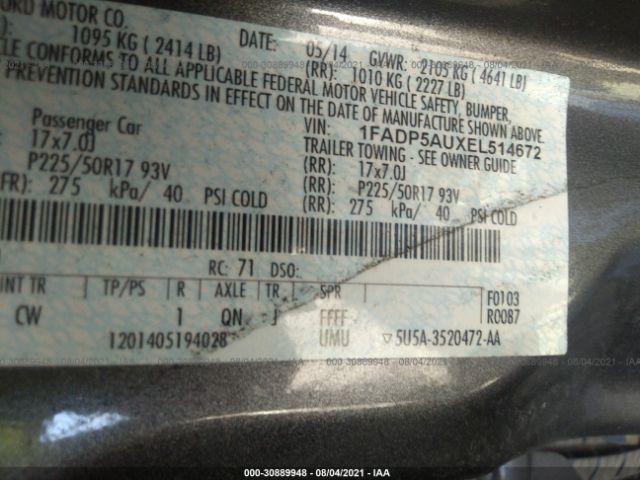 ORD MOTOR CO. DATE: 05/14 GVWR: 2105 KG ( 4641 LB)
1095 KG ( 2414 LB) (RR): 1010 KG ( 2227 LB)
CLE CONFORMS TO ALL APPLICABLE FEDERAL MOTOR VEHICLE SAFETY, BUMPER,
PREVENTION STANDARDS IN EFFECT ON THE DATE OF MANUFACTURE SHOWN ABOVE.
VIN: 1FADP5AUXEL514672
Passenger Car TRAILER TOWING - SEE OWNER GUIDE
17x7.0J (RR): 17x7.0J
P225/50R17 93V (RR): P225/50R17 93V
FR): 275 kPa/ 40 PSI COLD (RR): 275 kPa/ 40 PSI COLD
RC: 71 DSO:
INT TR TP/PS R AXLE TR SPR F0103
CW 1 QN J FFFF R0087
1201405194028 UMU ▽5U5A-3520472-AA
000-30889948 - 08/04/2021 - IAA